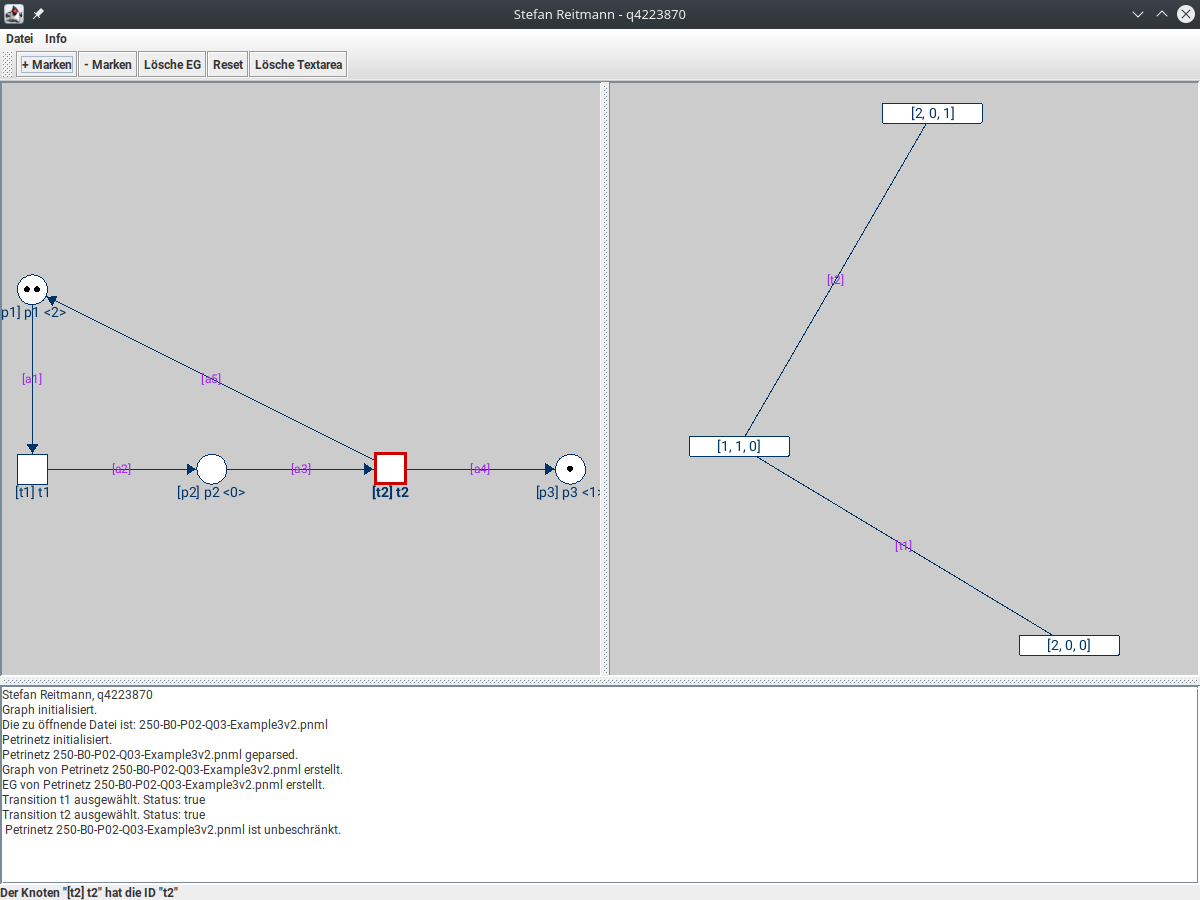 Stefan Reitmann - q4223870
Datei Info
+ Marken - Marken Lösche EG Reset Lösche Textarea
[2, 0, 1]
[t2]
p1] p1 <2>
[a1] [a5]
[1, 1, 0]
[a2] [a3] [a4]
[t1] t1 [p2] p2 <0> [t2] t2 [p3] p3 <1>
[t1]
[2, 0, 0]
Stefan Reitmann, q4223870
Graph initialisiert.
Die zu öffnende Datei ist: 250-B0-P02-Q03-Example3v2.pnml
Petrinetz initialisiert.
Petrinetz 250-B0-P02-Q03-Example3v2.pnml geparsed.
Graph von Petrinetz 250-B0-P02-Q03-Example3v2.pnml erstellt.
EG von Petrinetz 250-B0-P02-Q03-Example3v2.pnml erstellt.
Transition t1 ausgewählt. Status: true
Transition t2 ausgewählt. Status: true
Petrinetz 250-B0-P02-Q03-Example3v2.pnml ist unbeschränkt.
Der Knoten "[t2] t2" hat die ID "t2"